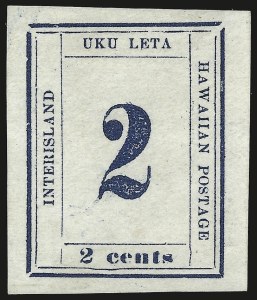 UKU LETA
INTERISLAND
2
HAWAIIAN POSTAGE
2 cents